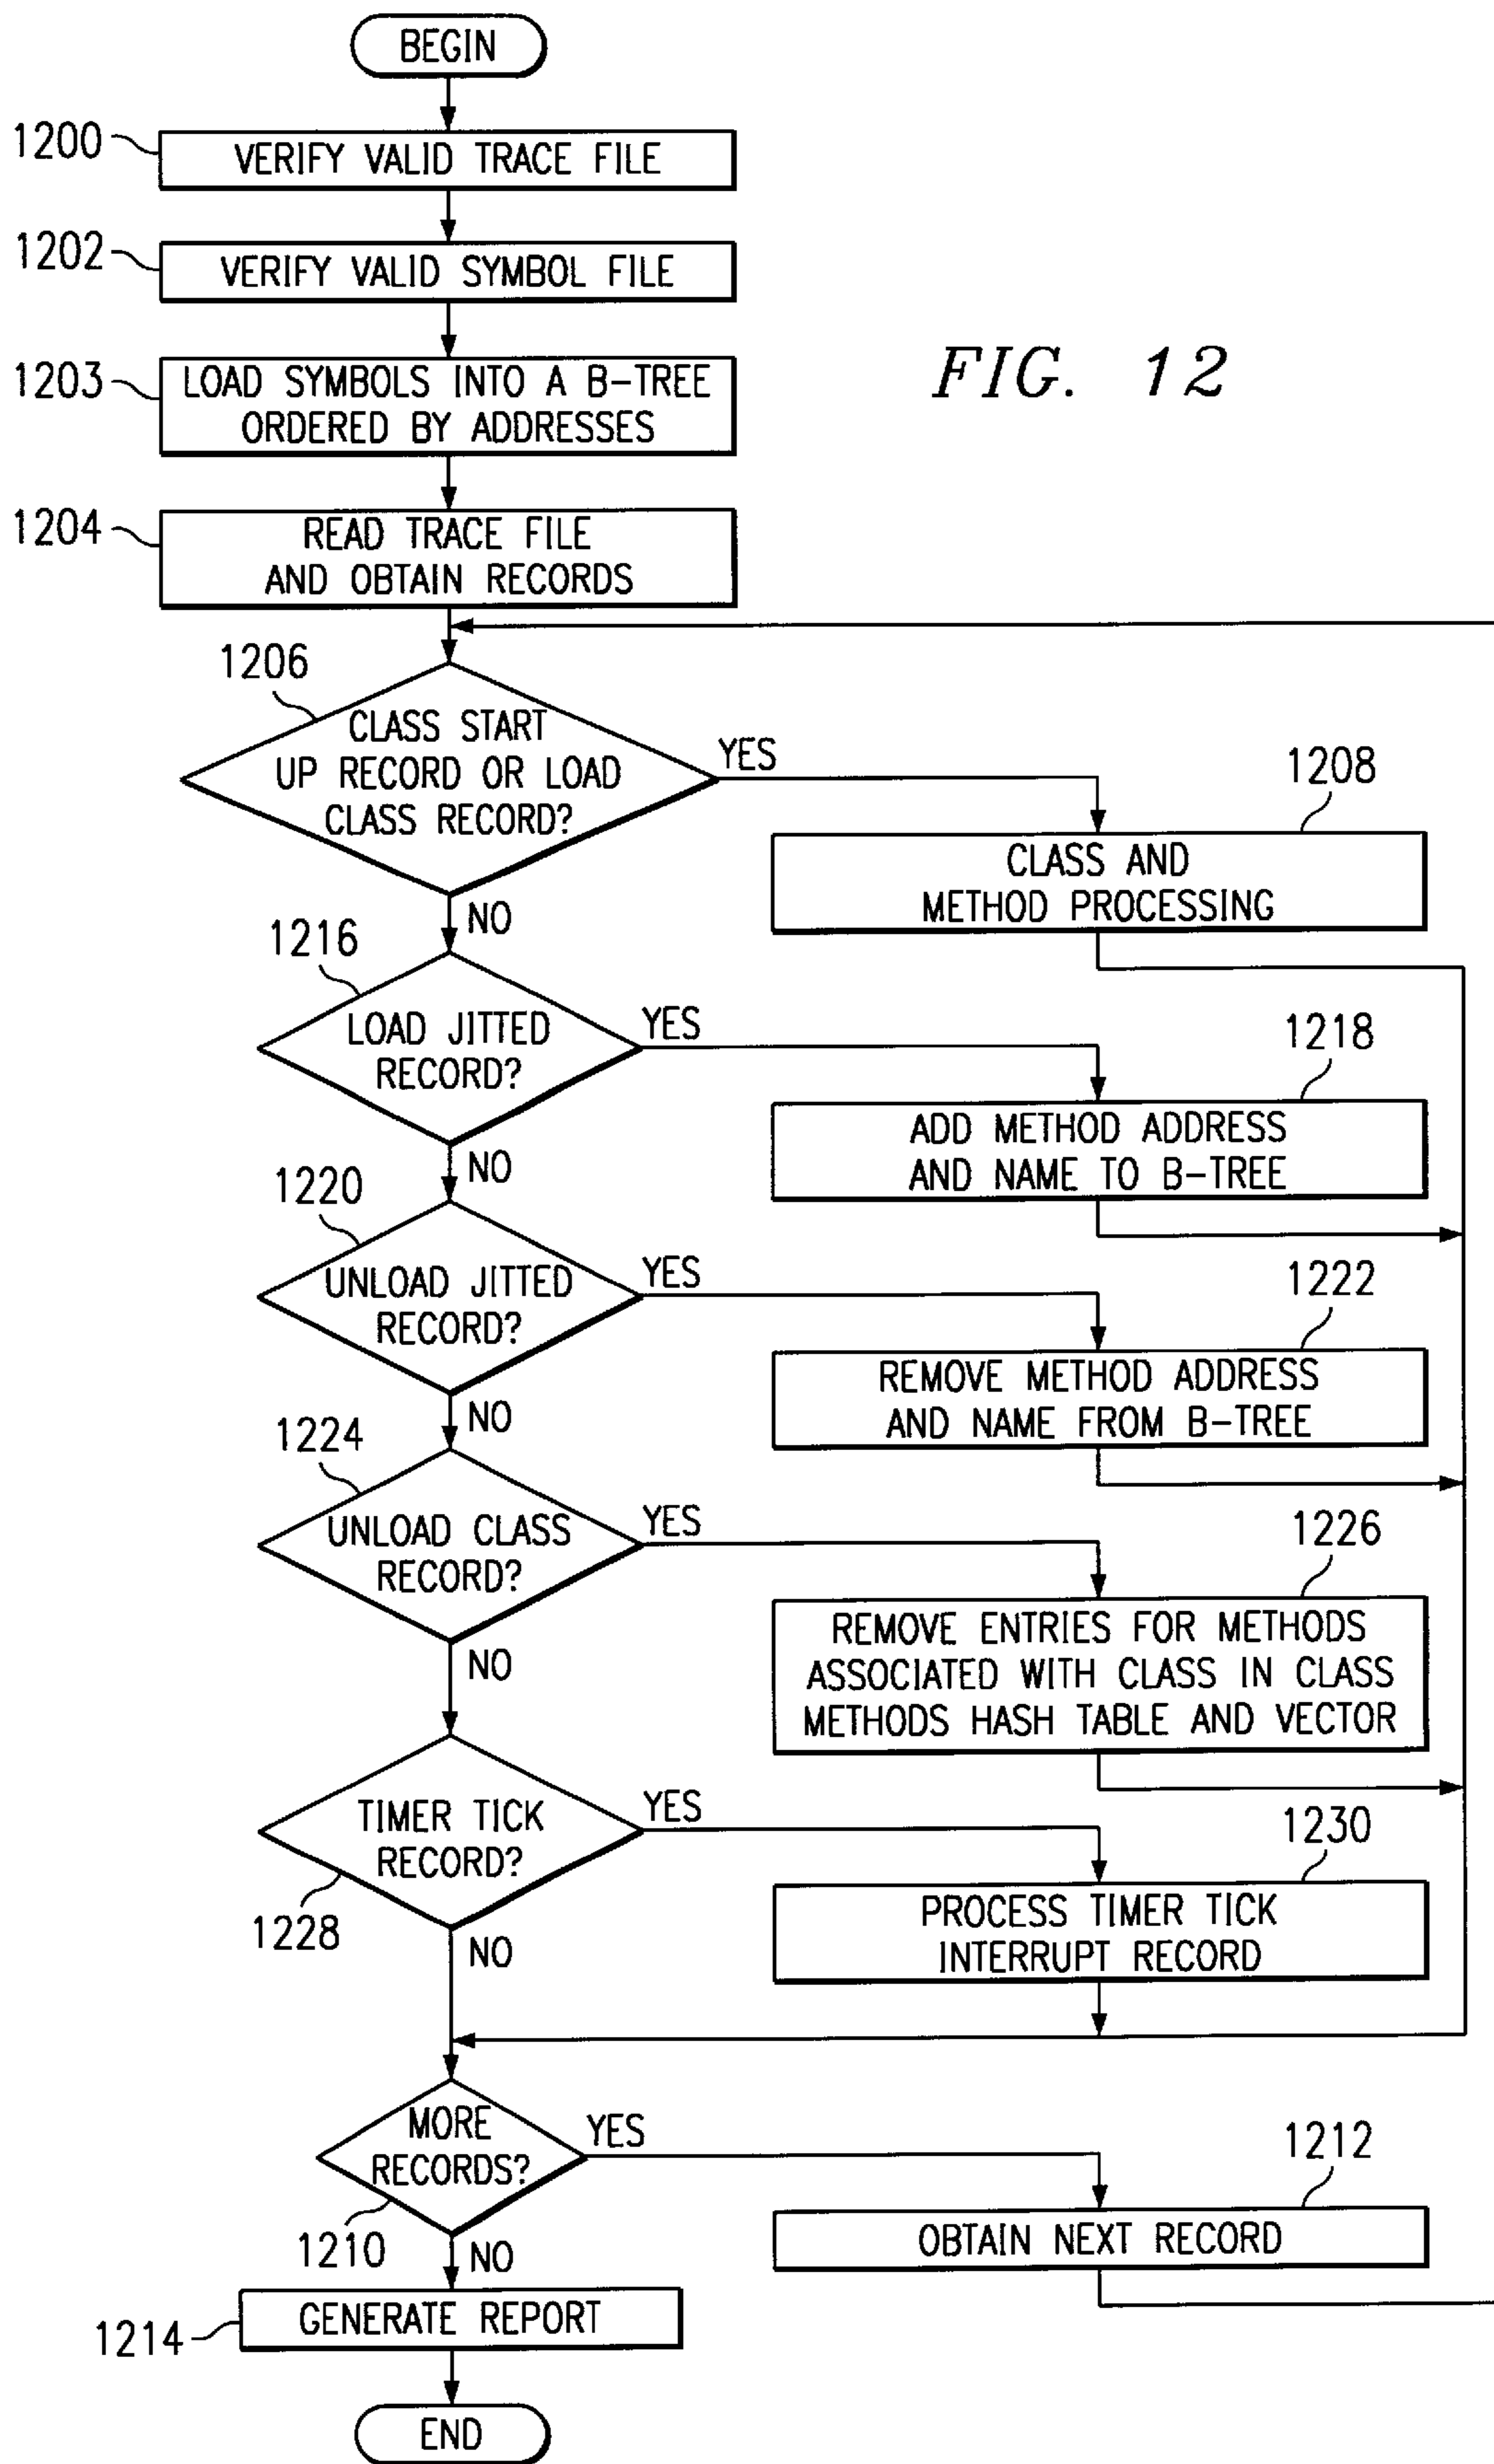 BEGIN
1200
VERIFY VALID TRACE FILE
1202
VERIFY VALID SYMBOL FILE
1203
LOAD SYMBOLS INTO A B-TREE
ORDERED BY ADDRESSES
FIG. 12
1204
READ TRACE FILE
AND OBTAIN RECORDS
1206
CLASS START
UP RECORD OR LOAD
CLASS RECORD?
YES
NO
1208
CLASS AND
METHOD PROCESSING
1216
LOAD JITTED
RECORD?
YES
NO
1218
ADD METHOD ADDRESS
AND NAME TO B-TREE
1220
UNLOAD JITTED
RECORD?
YES
NO
1222
REMOVE METHOD ADDRESS
AND NAME FROM B-TREE
1224
UNLOAD CLASS
RECORD?
YES
NO
1226
REMOVE ENTRIES FOR METHODS
ASSOCIATED WITH CLASS IN CLASS
METHODS HASH TABLE AND VECTOR
TIMER TICK
RECORD?
YES
1228
NO
1230
PROCESS TIMER TICK
INTERRUPT RECORD
MORE
RECORDS?
YES
1210
NO
1212
OBTAIN NEXT RECORD
1214
GENERATE REPORT
END